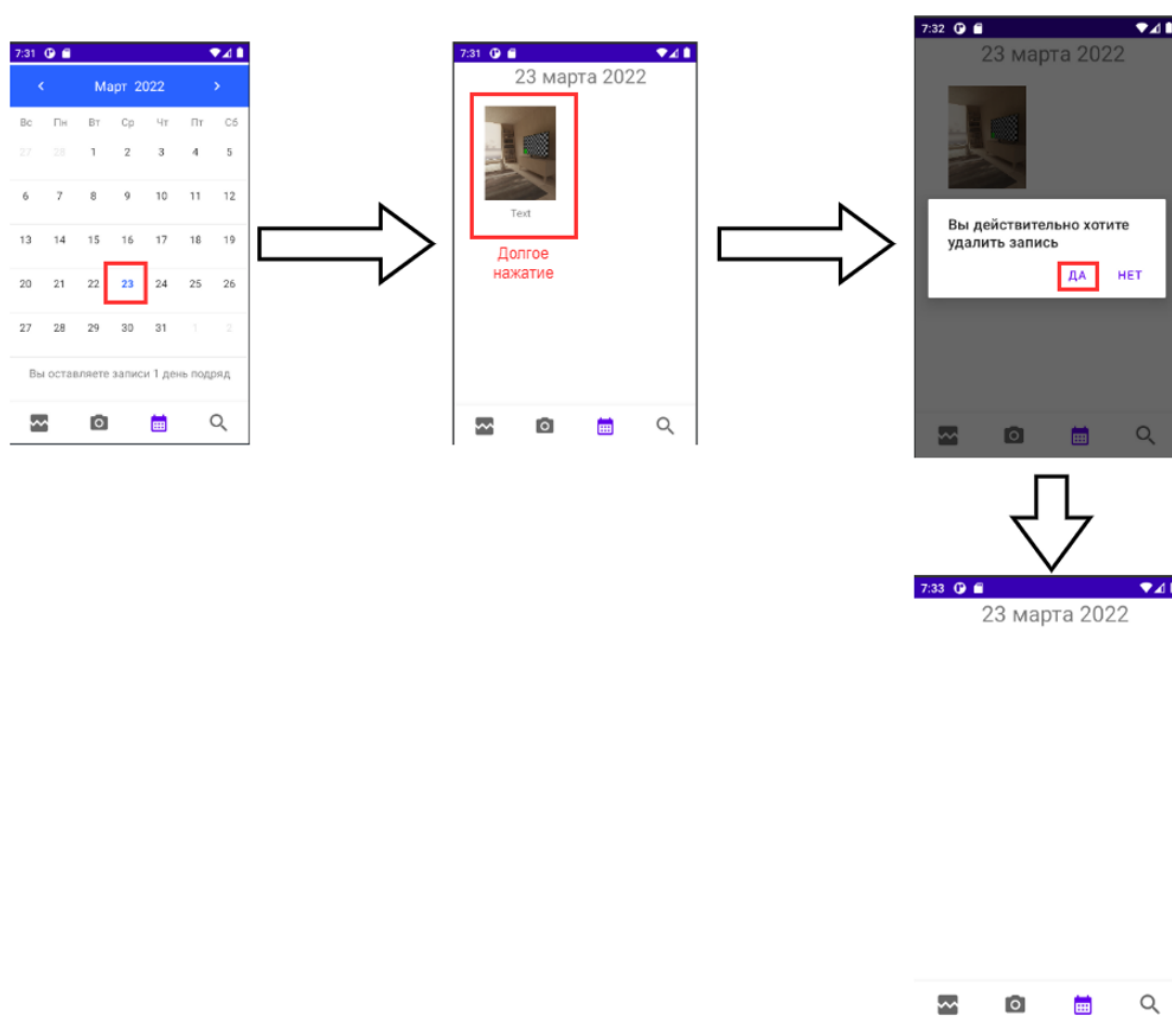 7:31
Март 2022
Вс Пн Вт Ср Чт Пт Сб
27 28 1 2 3 4 5
6 7 8 9 10 11 12
13 14 15 16 17 18 19
20 21 22 23 24 25 26
27 28 29 30 31 1 2
Вы оставляете записи 1 день подряд
7:31
23 марта 2022
Text
Долгое
нажатие
7:32
23 марта 2022
Вы действительно хотите
удалить запись
ДА НЕТ
7:33
23 марта 2022